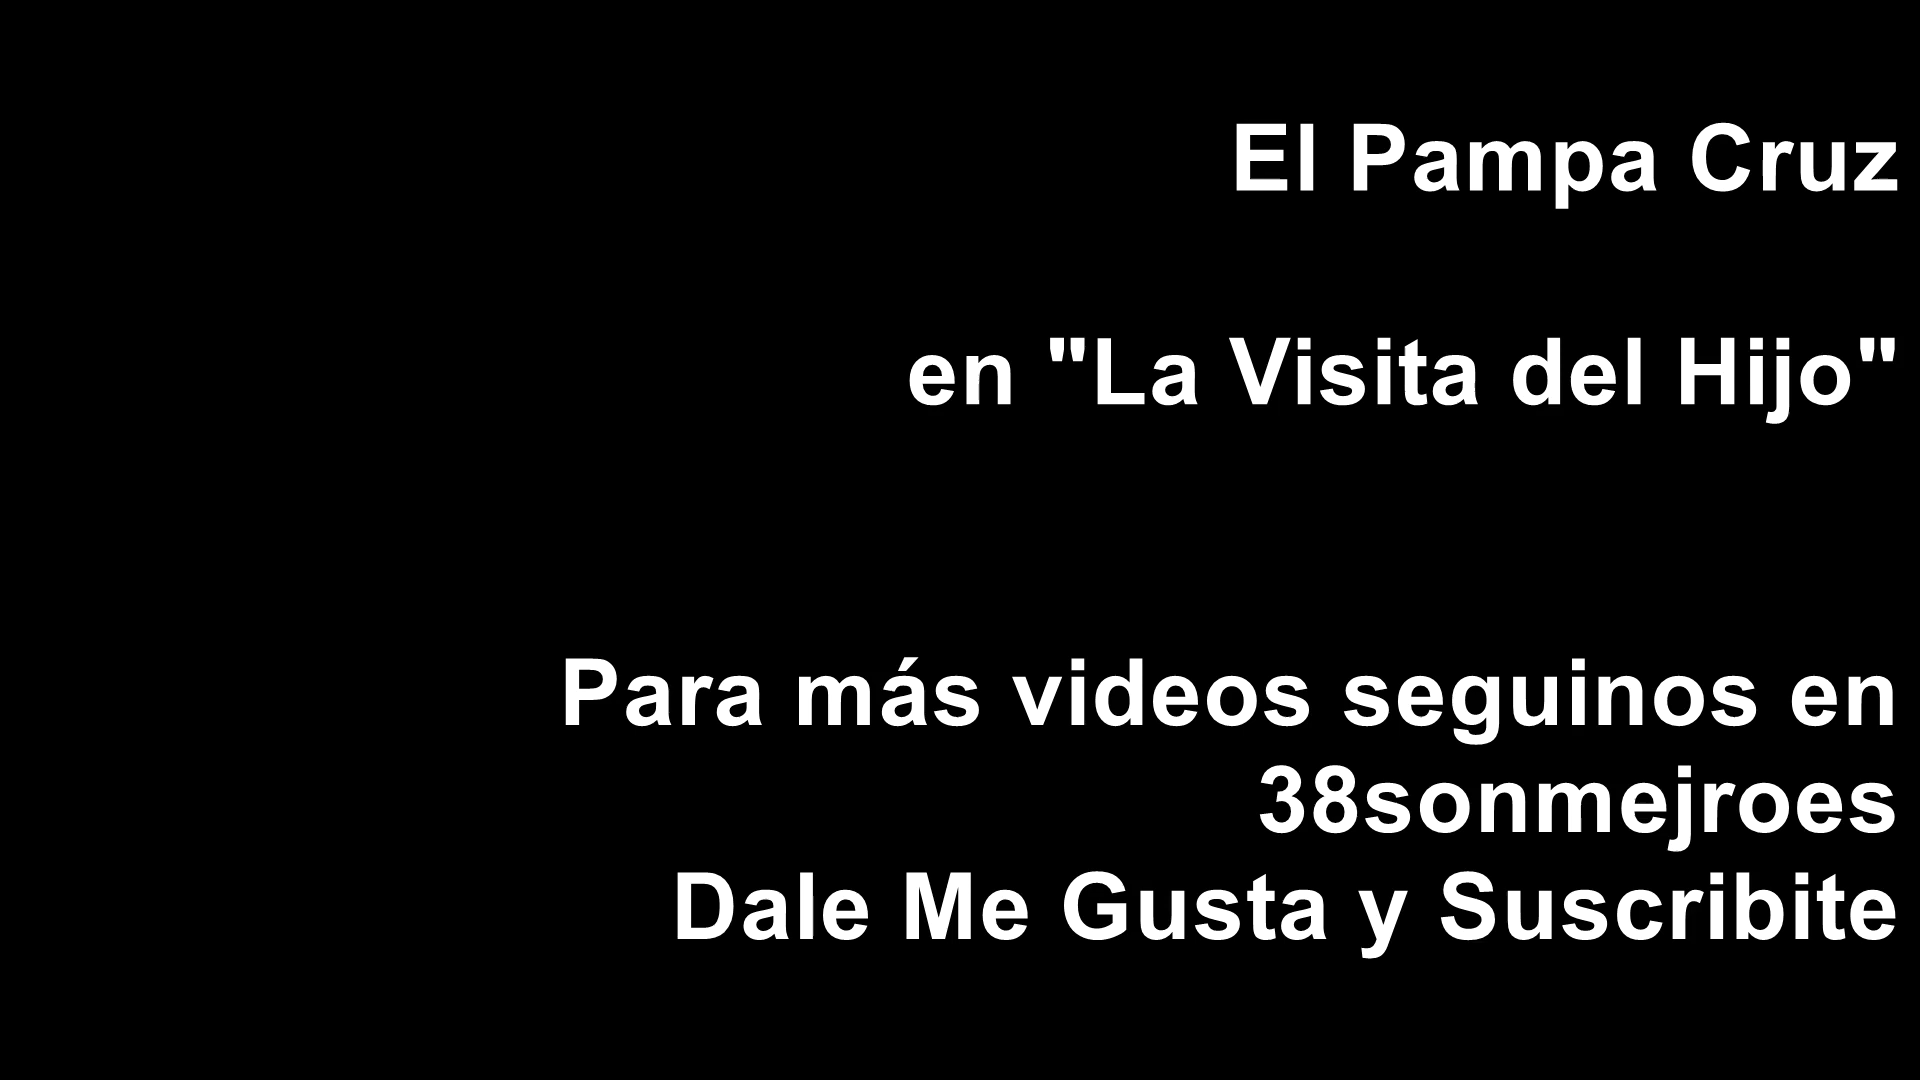 El Pampa Cruz
en "La Visita del Hijo"
Para más videos seguinos en
38sonmejroes
Dale Me Gusta y Suscribite